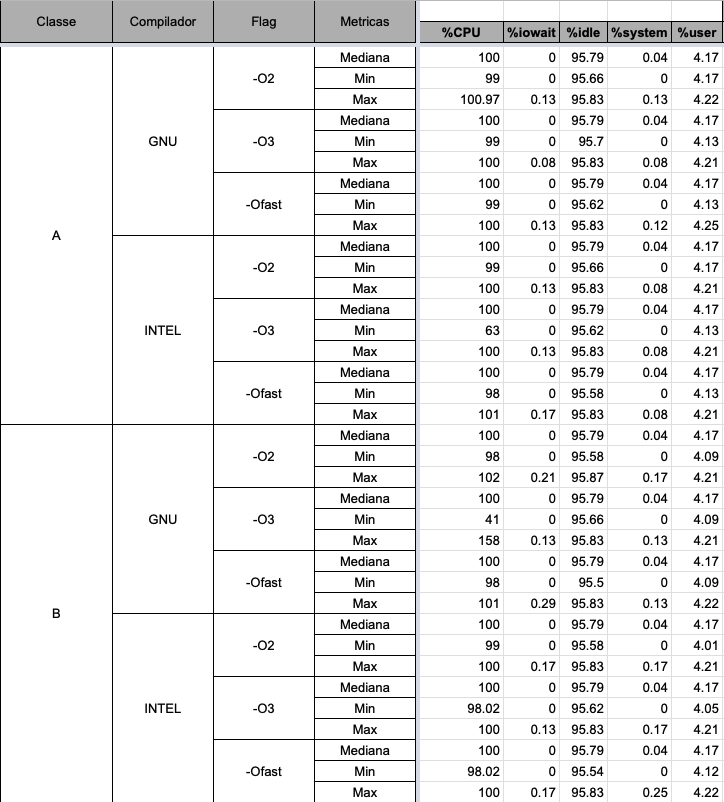 Classe Compilador Flag Metricas %CPU %iowait %idle %system %user
A GNU -O2 Mediana 100 0 95.79 0.04 4.17
Min 99 0 95.66 0 4.17
Max 100.97 0.13 95.83 0.13 4.22
-O3 Mediana 100 0 95.79 0.04 4.17
Min 99 0 95.7 0 4.13
Max 100 0.08 95.83 0.08 4.21
-Ofast Mediana 100 0 95.79 0.04 4.17
Min 99 0 95.62 0 4.13
Max 100 0.13 95.83 0.12 4.25
INTEL -O2 Mediana 100 0 95.79 0.04 4.17
Min 99 0 95.66 0 4.17
Max 100 0.13 95.83 0.08 4.21
-O3 Mediana 100 0 95.79 0.04 4.17
Min 63 0 95.62 0 4.13
Max 100 0.13 95.83 0.08 4.21
-Ofast Mediana 100 0 95.79 0.04 4.17
Min 98 0 95.58 0 4.13
Max 101 0.17 95.83 0.08 4.21
B GNU -O2 Mediana 100 0 95.79 0.04 4.17
Min 98 0 95.58 0 4.09
Max 102 0.21 95.87 0.17 4.21
-O3 Mediana 100 0 95.79 0.04 4.17
Min 41 0 95.66 0 4.09
Max 158 0.13 95.83 0.13 4.21
-Ofast Mediana 100 0 95.79 0.04 4.17
Min 98 0 95.5 0 4.09
Max 101 0.29 95.83 0.13 4.22
INTEL -O2 Mediana 100 0 95.79 0.04 4.17
Min 99 0 95.58 0 4.01
Max 100 0.17 95.83 0.17 4.21
-O3 Mediana 100 0 95.79 0.04 4.17
Min 98.02 0 95.62 0 4.05
Max 100 0.13 95.83 0.17 4.21
-Ofast Mediana 100 0 95.79 0.04 4.17
Min 98.02 0 95.54 0 4.12
Max 100 0.17 95.83 0.25 4.22